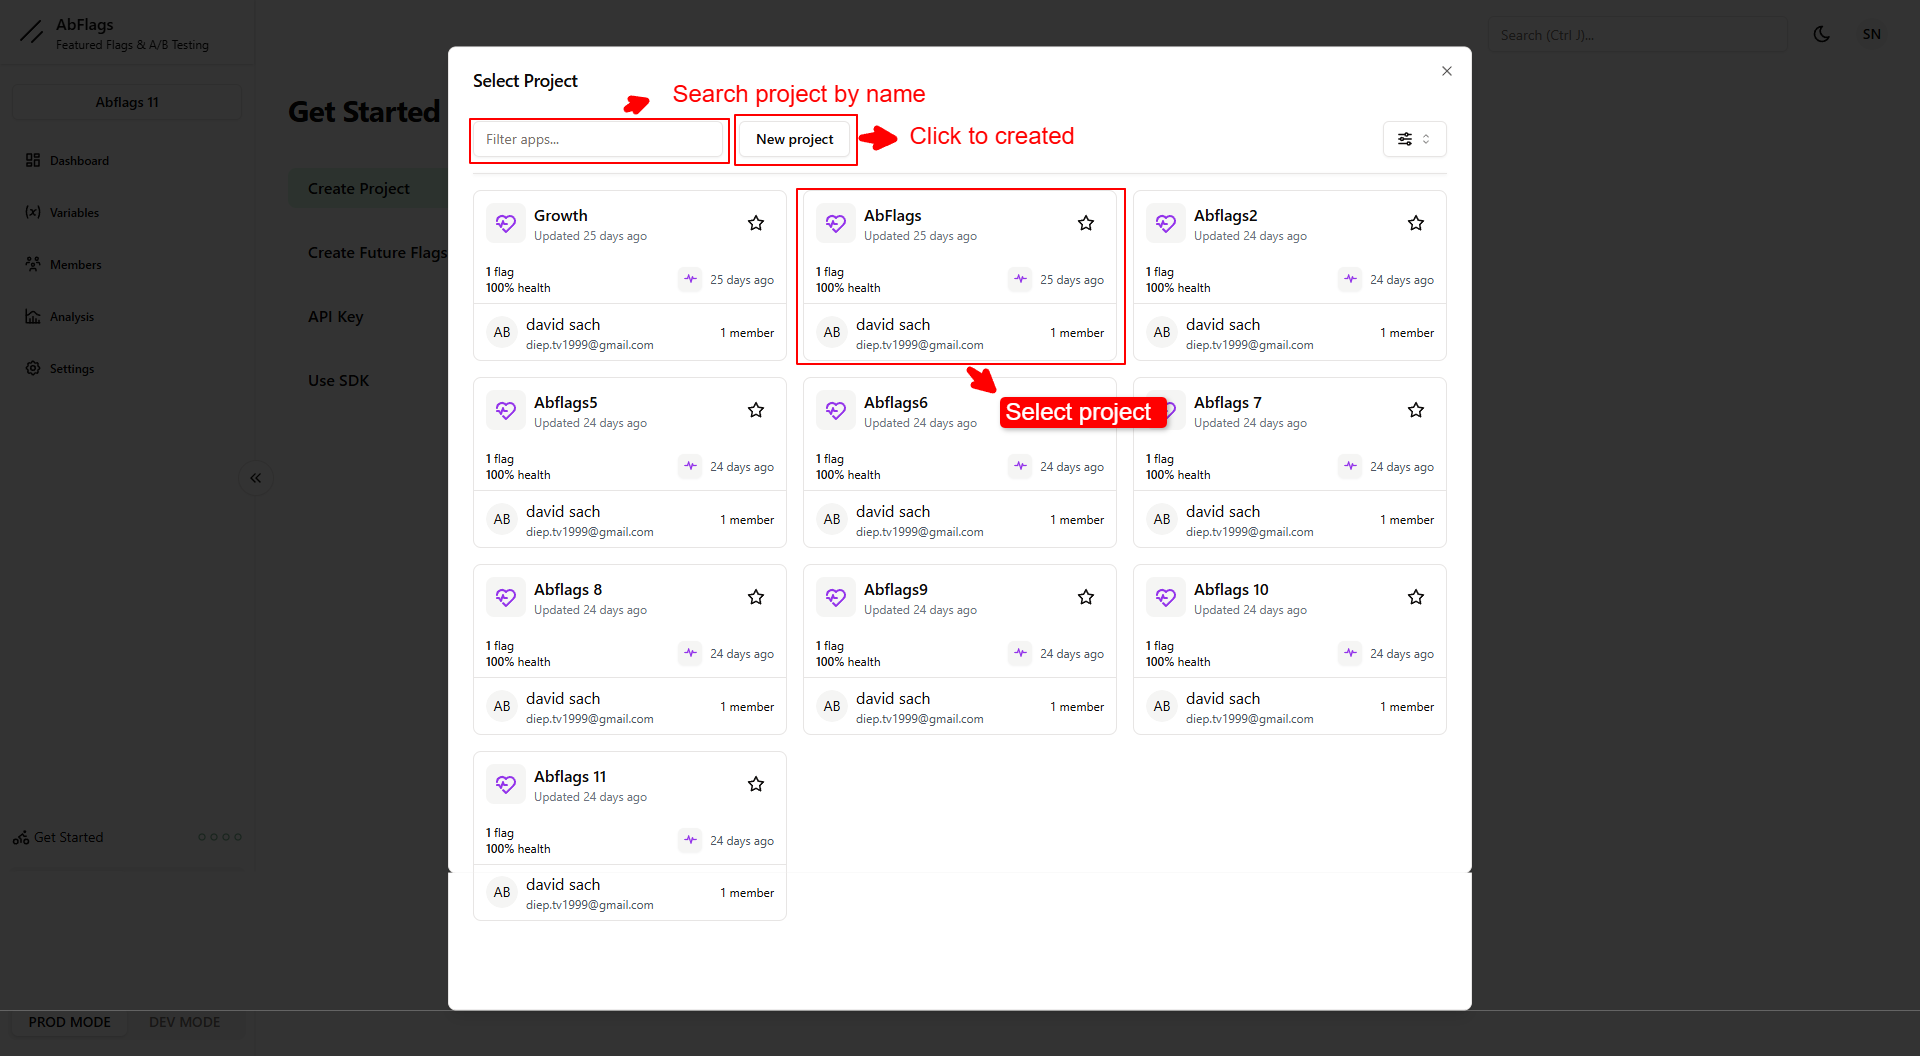 AbFlags
Featured Flags & A/B Testing
Search (Ctrl J)...
SN
Abflags 11
Dashboard
Variables
Members
Analysis
Settings
Get Started
PROD MODE
DEV MODE
Get Started
Create Project
Create Future Flags
API Key
Use SDK
Select Project
Search project by name
Filter apps...
New project
Click to created
Growth
Updated 25 days ago
1 flag
100% health
25 days ago
AB
david sach
diep.tv1999@gmail.com
1 member
AbFlags
Updated 25 days ago
1 flag
100% health
25 days ago
AB
david sach
diep.tv1999@gmail.com
1 member
Abflags2
Updated 24 days ago
1 flag
100% health
24 days ago
AB
david sach
diep.tv1999@gmail.com
1 member
Select project
Abflags5
Updated 24 days ago
1 flag
100% health
24 days ago
AB
david sach
diep.tv1999@gmail.com
1 member
Abflags6
Updated 24 days ago
1 flag
100% health
24 days ago
AB
david sach
diep.tv1999@gmail.com
1 member
Abflags 7
Updated 24 days ago
1 flag
100% health
24 days ago
AB
david sach
diep.tv1999@gmail.com
1 member
Abflags 8
Updated 24 days ago
1 flag
100% health
24 days ago
AB
david sach
diep.tv1999@gmail.com
1 member
Abflags9
Updated 24 days ago
1 flag
100% health
24 days ago
AB
david sach
diep.tv1999@gmail.com
1 member
Abflags 10
Updated 24 days ago
1 flag
100% health
24 days ago
AB
david sach
diep.tv1999@gmail.com
1 member
Abflags 11
Updated 24 days ago
1 flag
100% health
24 days ago
AB
david sach
diep.tv1999@gmail.com
1 member